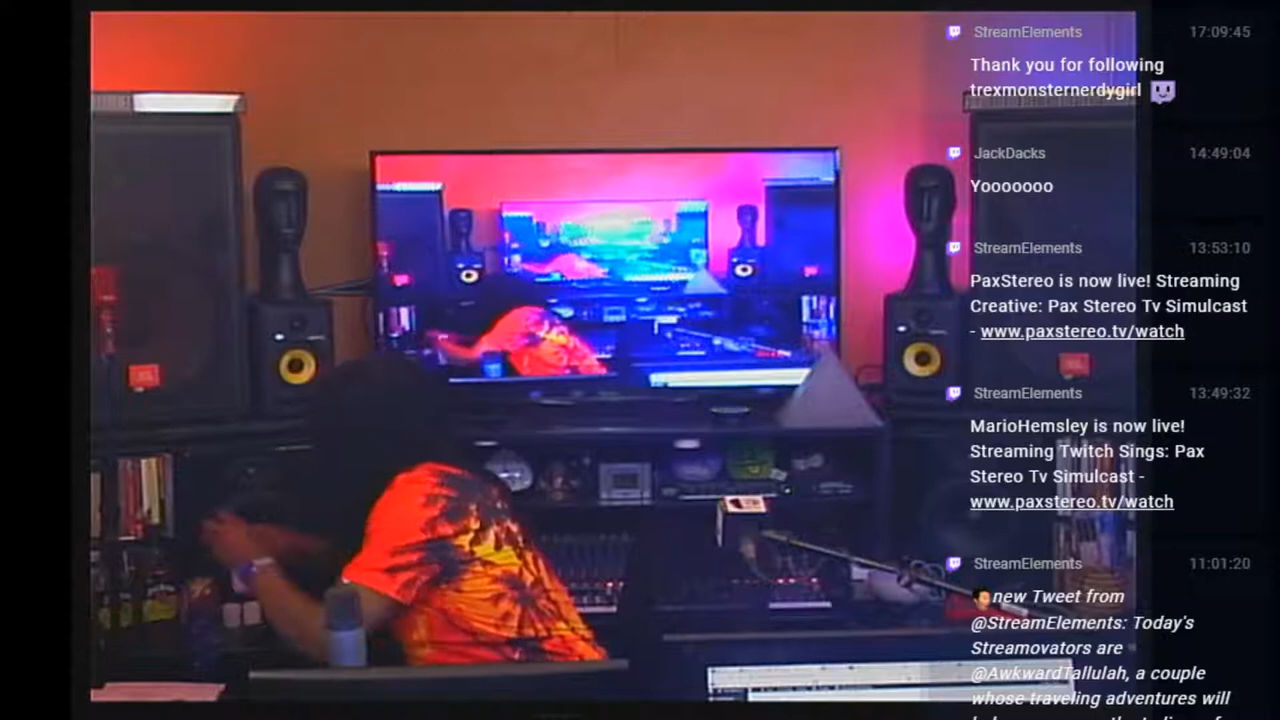 StreamElements 17:09:45
Thank you for following
trexmonsternerdygirl
JackDacks 14:49:04
Yooooooo
StreamElements 13:53:10
PaxStereo is now live! Streaming
Creative: Pax Stereo Tv Simulcast
- www.paxstereo.tv/watch
StreamElements 13:49:32
MarioHemsley is now live!
Streaming Twitch Sings: Pax
Stereo Tv Simulcast -
www.paxstereo.tv/watch
StreamElements 11:01:20
new Tweet from
@StreamElements: Today's
Streamovators are
@AwkwardTallulah, a couple
whose traveling adventures will